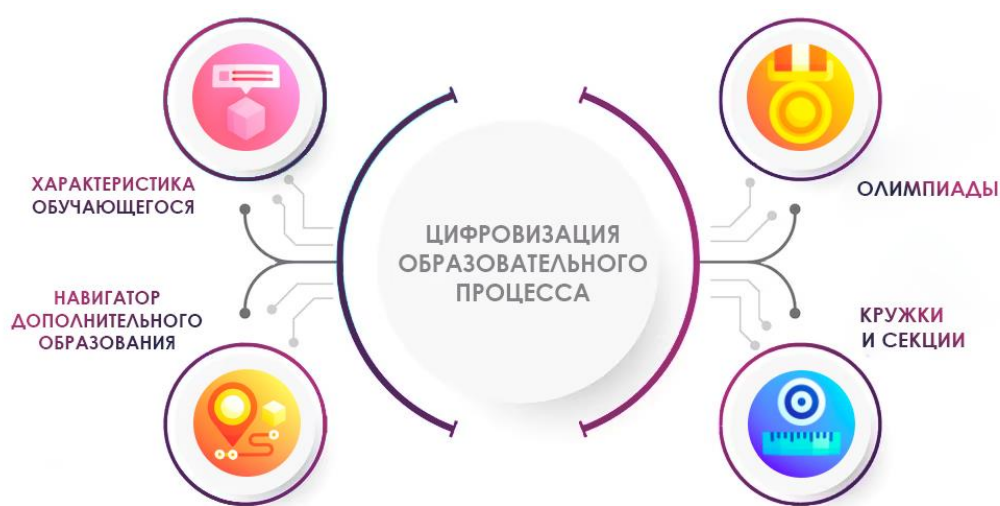 ХАРАКТЕРИСТИКА
ОБУЧАЮЩЕГОСЯ
НАВИГАТОР
ДОПОЛНИТЕЛЬНОГО
ОБРАЗОВАНИЯ
ЦИФРОВИЗАЦИЯ
ОБРАЗОВАТЕЛЬНОГО
ПРОЦЕССА
ОЛИМПИАДЫ
КРУЖКИ
И СЕКЦИИ